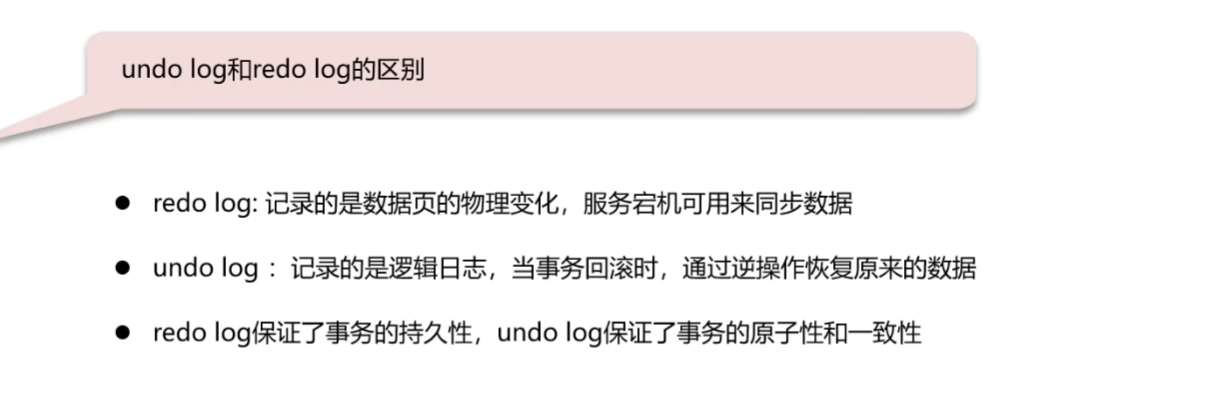 undo log和redo log的区别
redo log: 记录的是数据页的物理变化，服务宕机可用来同步数据
undo log ：记录的是逻辑日志，当事务回滚时，通过逆操作恢复原来的数据
redo log保证了事务的持久性，undo log保证了事务的原子性和一致性